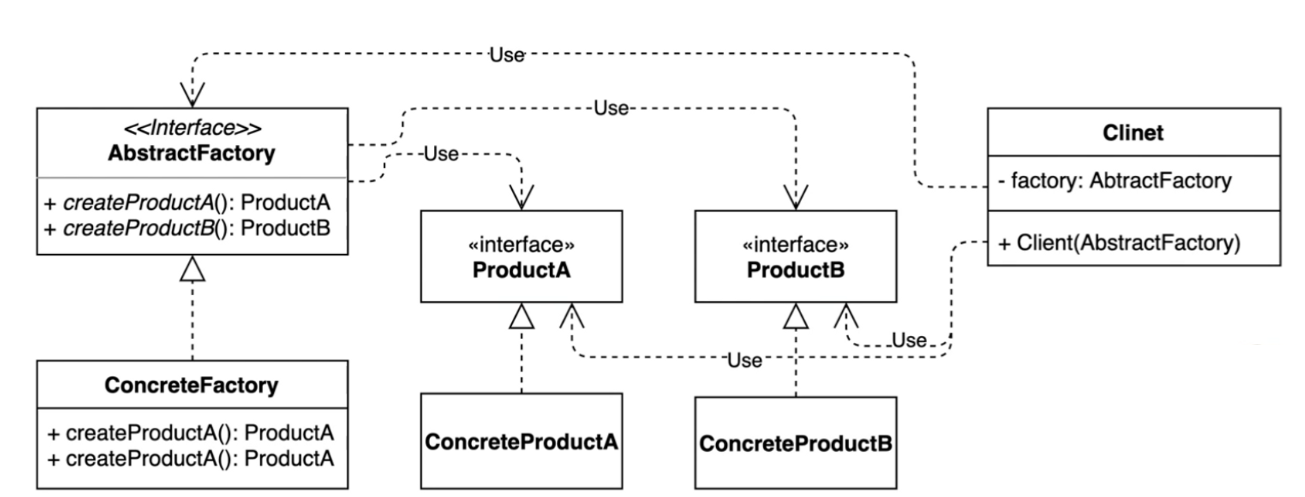 Use
<<Interface>>
AbstractFactory
+ createProductA(): ProductA
+ createProductB(): ProductB
Use
Use
Clinet
- factory: AbtractFactory
+ Client(AbstractFactory)
«interface»
ProductA
«interface»
ProductB
Use
Use
ConcreteFactory
+ createProductA(): ProductA
+ createProductA(): ProductA
ConcreteProductA
ConcreteProductB